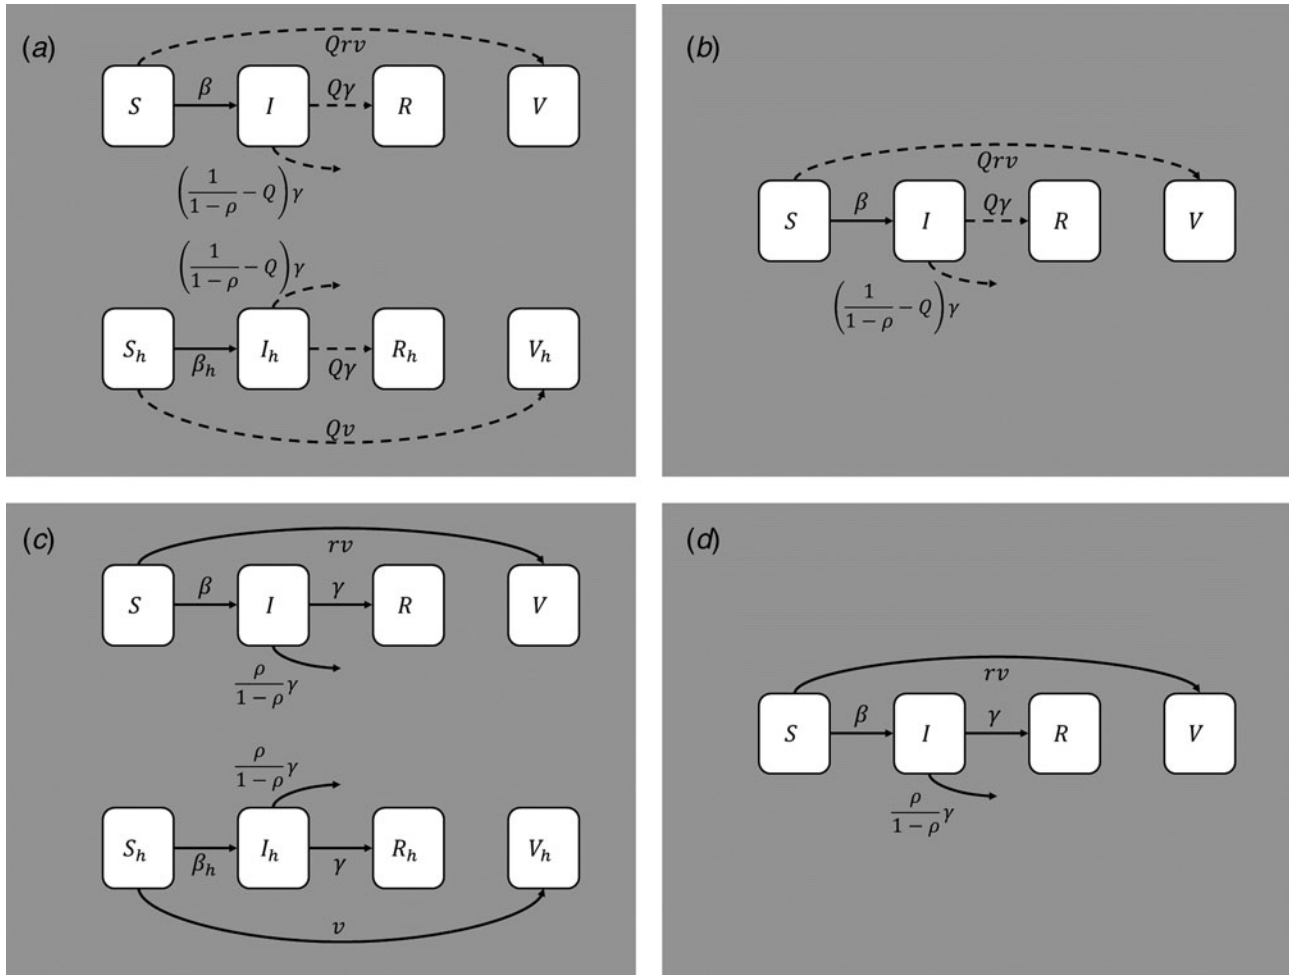 (a)
Qrv
S β I Qγ R V
(1/(1 − ρ) − Q) γ
(1/(1 − ρ) − Q) γ
S_h β_h I_h Qγ R_h V_h
Qv
(b)
Qrv
S β I Qγ R V
(1/(1 − ρ) − Q) γ
(c)
rv
S β I γ R V
ρ/(1 − ρ) γ
ρ/(1 − ρ) γ
S_h β_h I_h γ R_h V_h
v
(d)
rv
S β I γ R V
ρ/(1 − ρ) γ